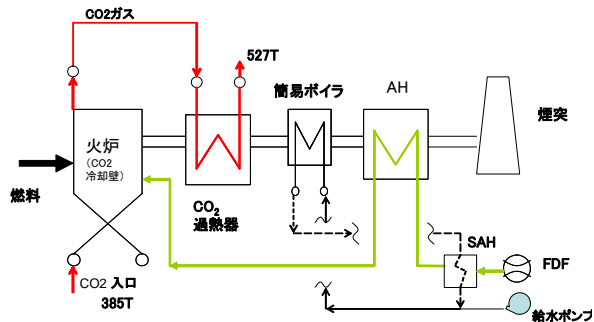 CO2ガス
527T
簡易ボイラ
AH
煙突
火炉
(CO2
冷却壁)
燃料
CO2
過熱器
SAH
FDF
CO2 入口
385T
給水ポンプ